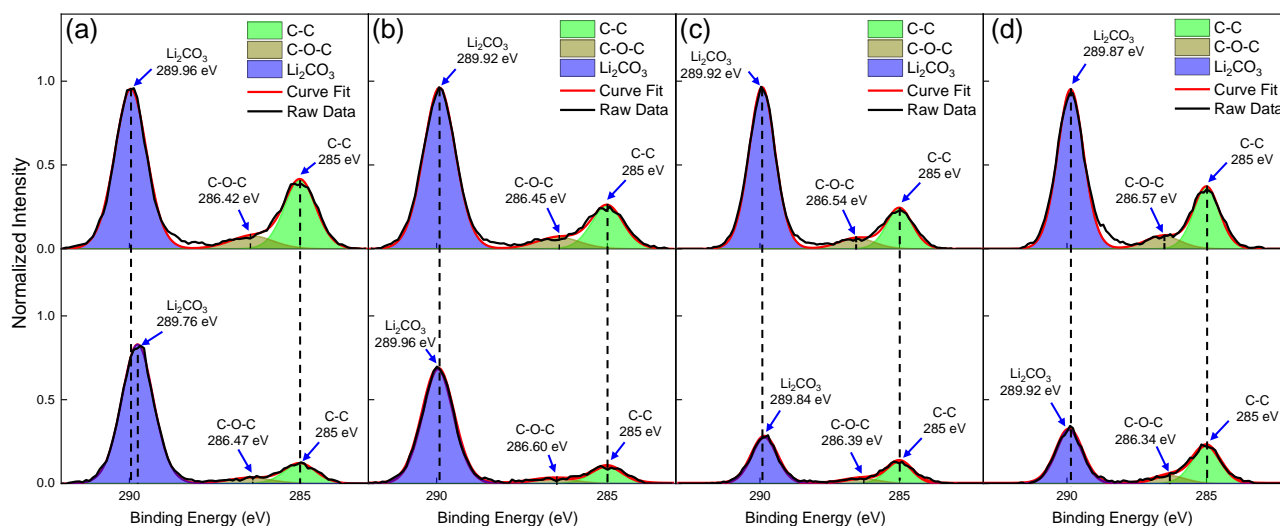 (a)
C-C
C-O-C
Li₂CO₃
Curve Fit
Raw Data
Li₂CO₃
289.96 eV
C-O-C
286.42 eV
C-C
285 eV
(b)
C-C
C-O-C
Li₂CO₃
Curve Fit
Raw Data
Li₂CO₃
289.92 eV
C-O-C
286.45 eV
C-C
285 eV
(c)
C-C
C-O-C
Li₂CO₃
Curve Fit
Raw Data
Li₂CO₃
289.92 eV
C-O-C
286.54 eV
C-C
285 eV
(d)
C-C
C-O-C
Li₂CO₃
Curve Fit
Raw Data
Li₂CO₃
289.87 eV
C-O-C
286.57 eV
C-C
285 eV
1.0
0.5
0.0
Normalized Intensity
1.0
0.5
0.0
Li₂CO₃
289.76 eV
C-O-C
286.47 eV
C-C
285 eV
Li₂CO₃
289.96 eV
C-O-C
286.60 eV
C-C
285 eV
Li₂CO₃
289.84 eV
C-O-C
286.39 eV
C-C
285 eV
Li₂CO₃
289.92 eV
C-O-C
286.34 eV
C-C
285 eV
290 285 290 285 290 285 290 285
Binding Energy (eV) Binding Energy (eV) Binding Energy (eV) Binding Energy (eV)